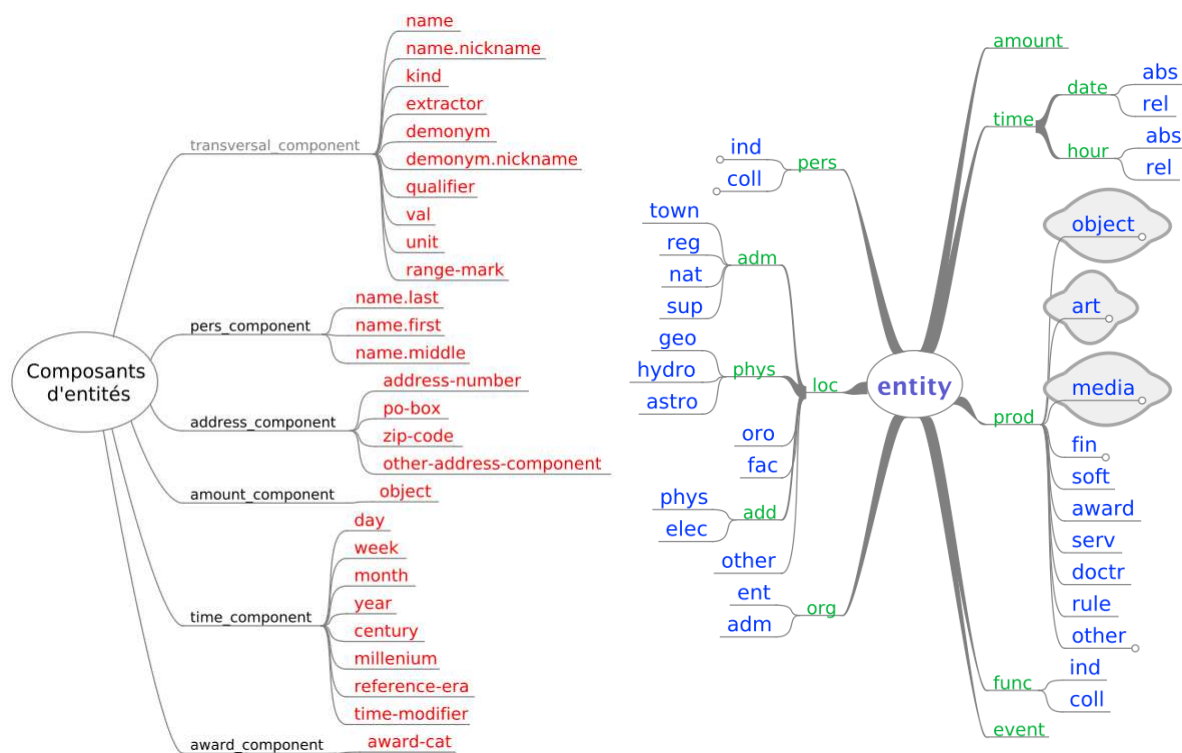 Composants
d'entités
transversal_component
name
name.nickname
kind
extractor
demonym
demonym.nickname
qualifier
val
unit
range-mark
pers_component
name.last
name.first
name.middle
address_component
address-number
po-box
zip-code
other-address-component
amount_component
object
time_component
day
week
month
year
century
millenium
reference-era
time-modifier
award_component
award-cat
entity
pers
ind
coll
loc
adm
town
reg
nat
sup
phys
geo
hydro
astro
oro
fac
add
phys
elec
other
org
ent
adm
amount
time
date
abs
rel
hour
abs
rel
prod
object
art
media
fin
soft
award
serv
doctr
rule
other
func
ind
coll
event